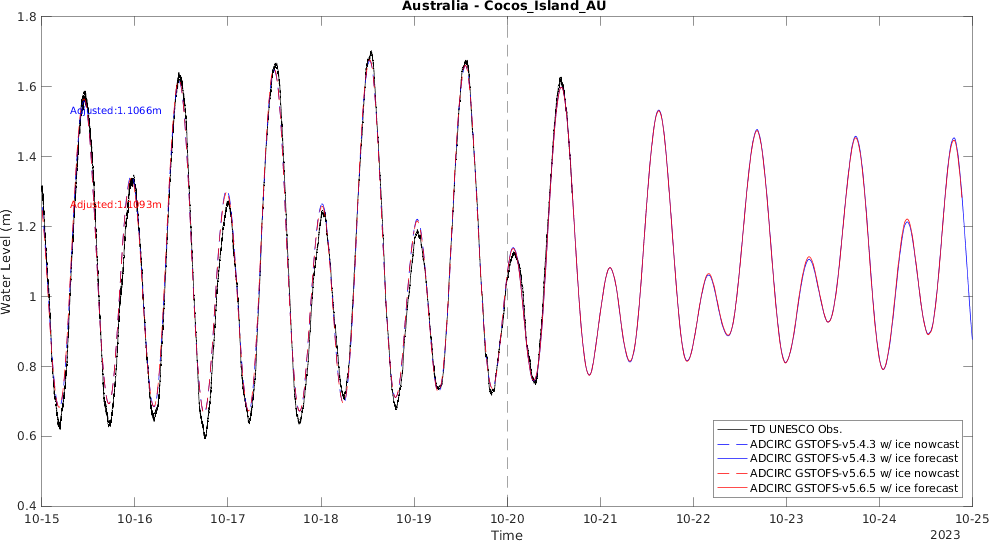 Australia - Cocos_Island_AU
1.8
1.6
1.4
1.2
1
0.8
0.6
0.4
Water Level (m)
Adjusted:1.1066m
Adjusted:1.1093m
TD UNESCO Obs.
ADCIRC GSTOFS-v5.4.3 w/ ice nowcast
ADCIRC GSTOFS-v5.4.3 w/ ice forecast
ADCIRC GSTOFS-v5.6.5 w/ ice nowcast
ADCIRC GSTOFS-v5.6.5 w/ ice forecast
10-15 10-16 10-17 10-18 10-19 10-20 10-21 10-22 10-23 10-24 10-25
Time
2023